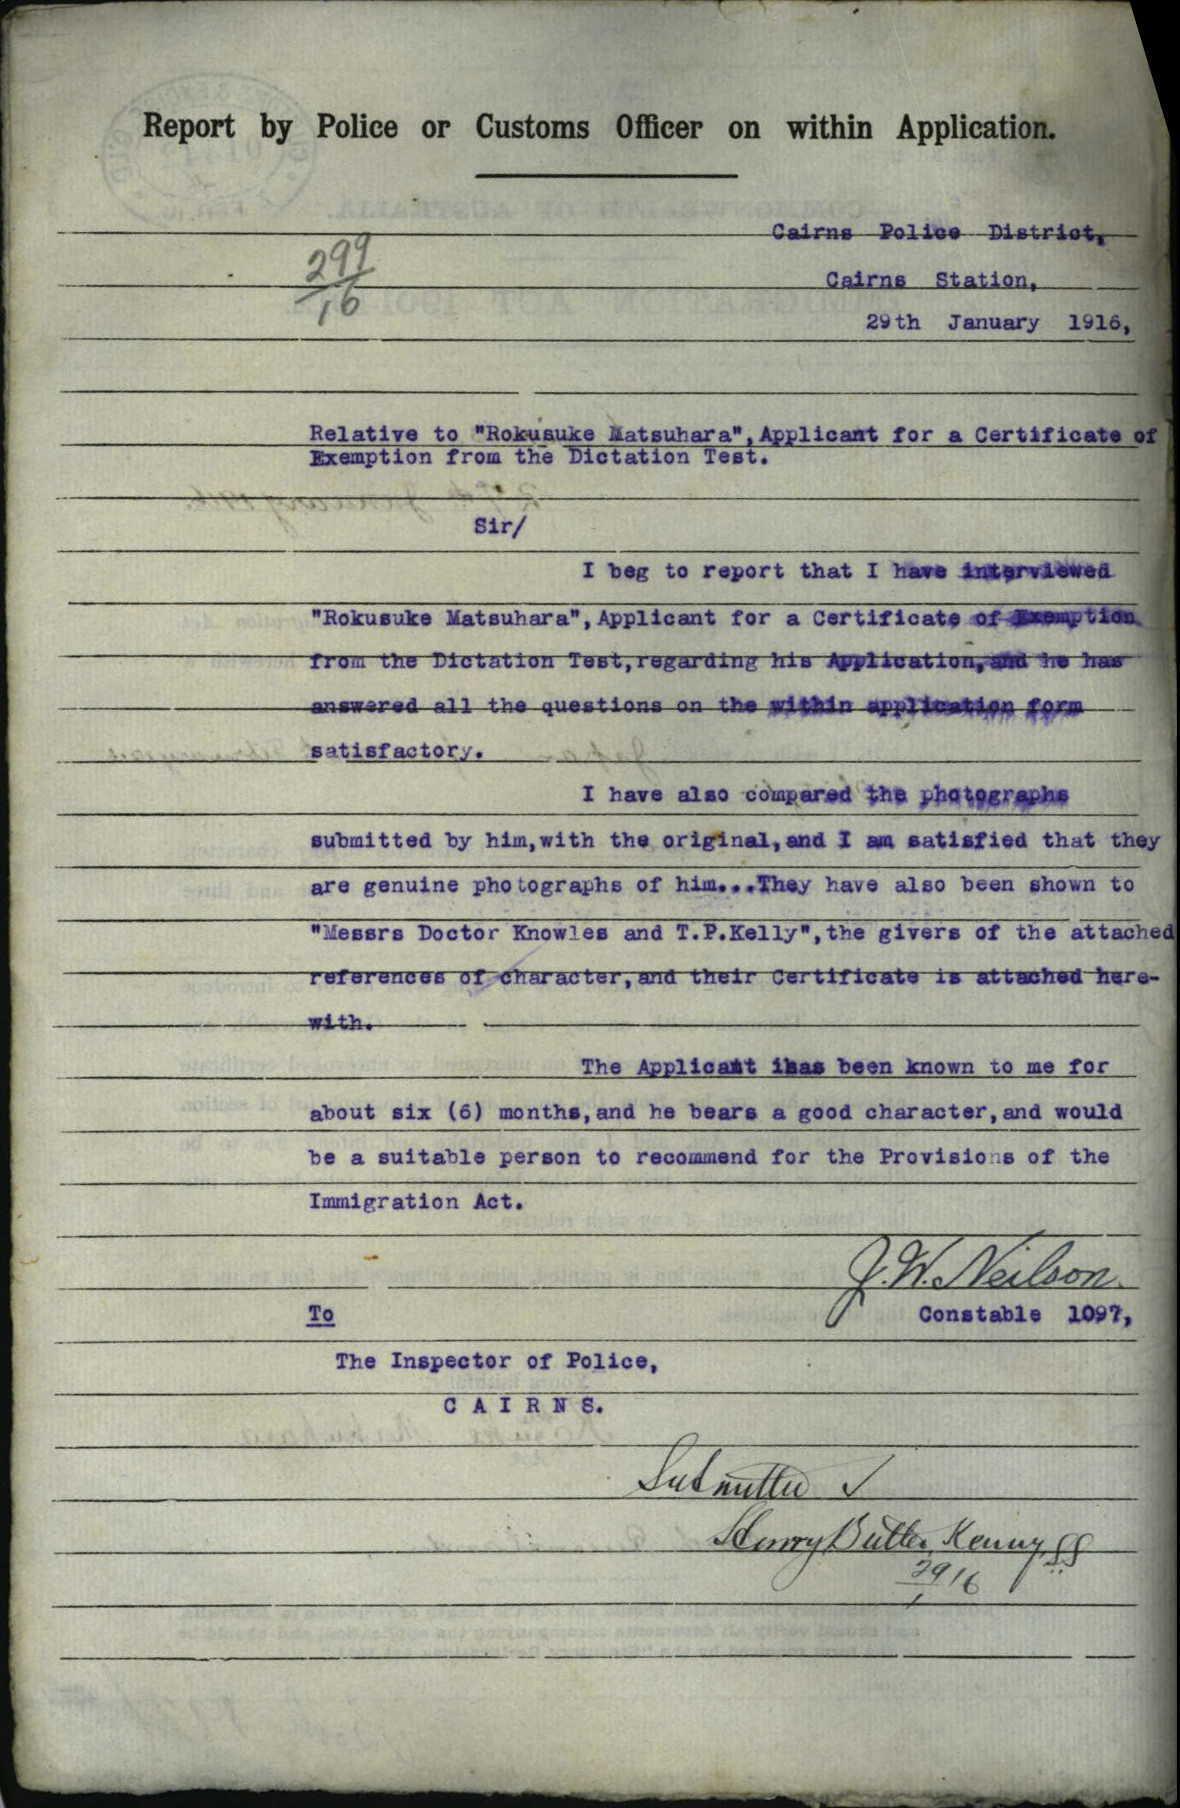 Report by Police or Customs Officer on within Application.
Cairns Police District,
299/16
Cairns Station,
29th January 1916,
Relative to "Rokusuke Matsuhara", Applicant for a Certificate of
Exemption from the Dictation Test.
Sir/
I beg to report that I have interviewed
"Rokusuke Matsuhara", Applicant for a Certificate of Exemption
from the Dictation Test, regarding his Application, and he has
answered all the questions on the within application form
satisfactory.
I have also compared the photographs
submitted by him, with the original, and I am satisfied that they
are genuine photographs of him...They have also been shown to
"Messrs Doctor Knowles and T.P.Kelly", the givers of the attached
references of character, and their Certificate is attached here-
with.
The Applicant has been known to me for
about six (6) months, and he bears a good character, and would
be a suitable person to recommend for the Provisions of the
Immigration Act.
J. W. Neilson.
To
Constable 1097,
The Inspector of Police,
C A I R N S.
Submitted
Henry Butler Kenny, SS
29/1/16